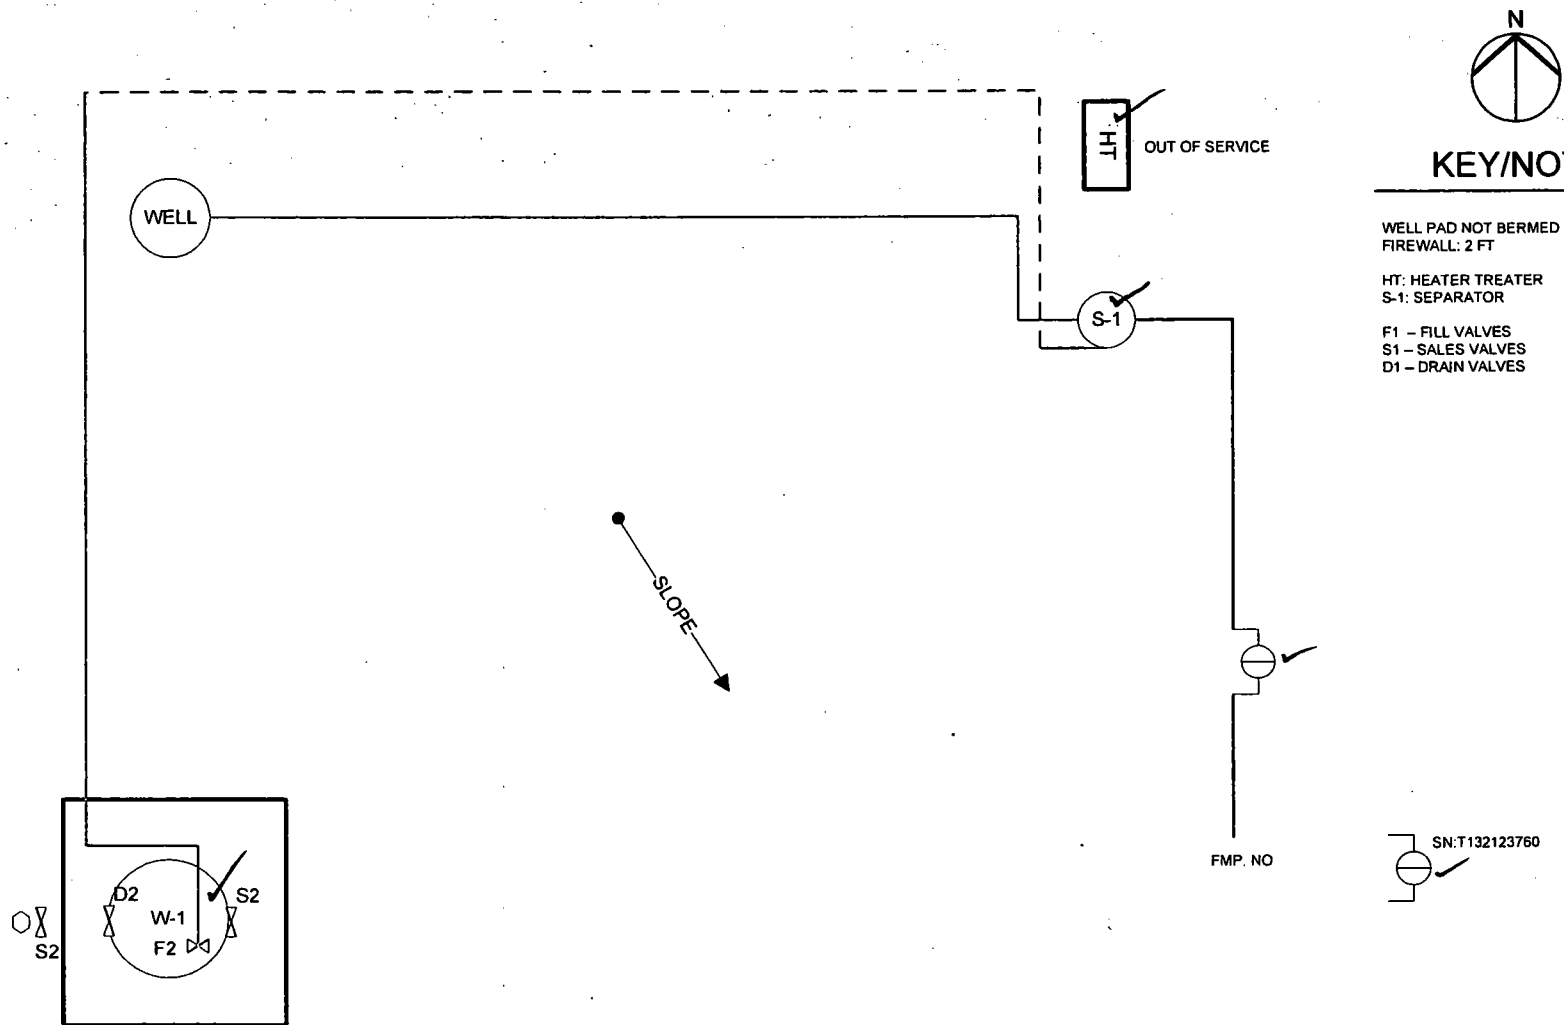 N
HT
OUT OF SERVICE
KEY/NO
WELL
WELL PAD NOT BERMED
FIREWALL: 2 FT
HT: HEATER TREATER
S-1: SEPARATOR
S-1
F1 – FILL VALVES
S1 – SALES VALVES
D1 – DRAIN VALVES
SLOPE
FMP. NO
SN:T132123760
D2
S2
W-1
F2
S2